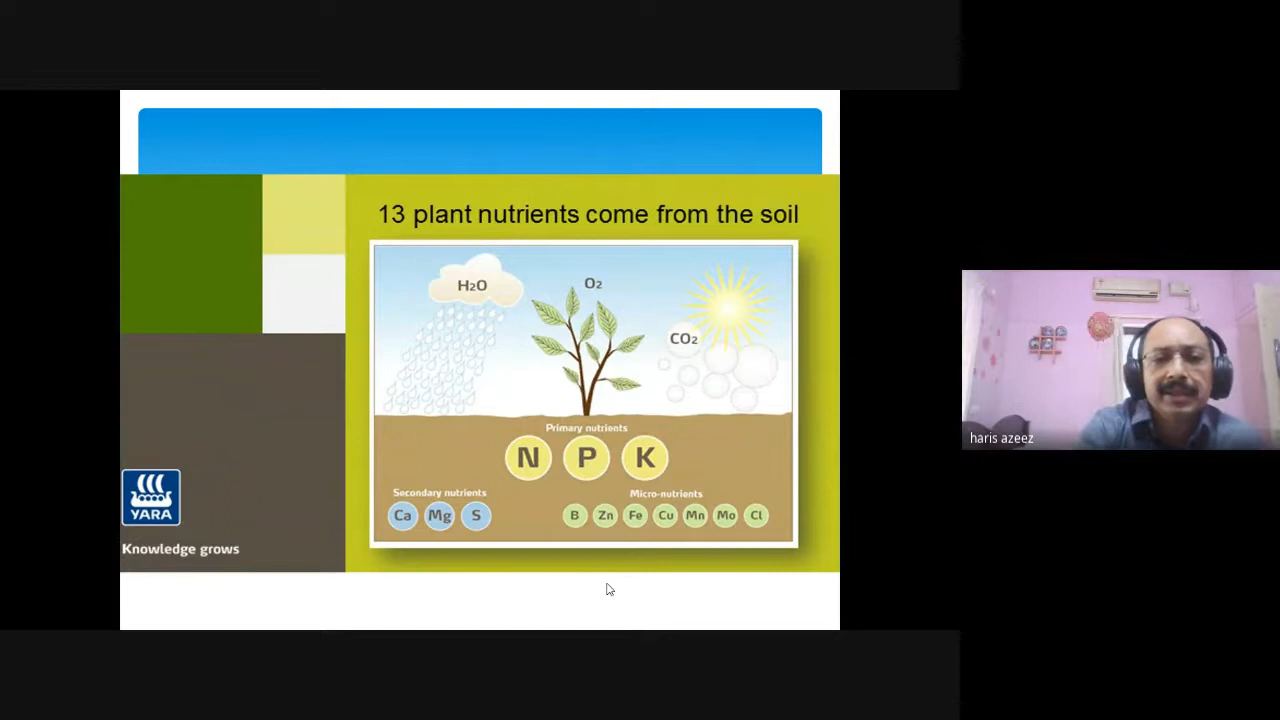 13 plant nutrients come from the soil
H2O
O2
CO2
Primary nutrients
N P K
Secondary nutrients
Ca Mg S
Micro-nutrients
B Zn Fe Cu Mn Mo Cl
YARA
Knowledge grows
haris azeez